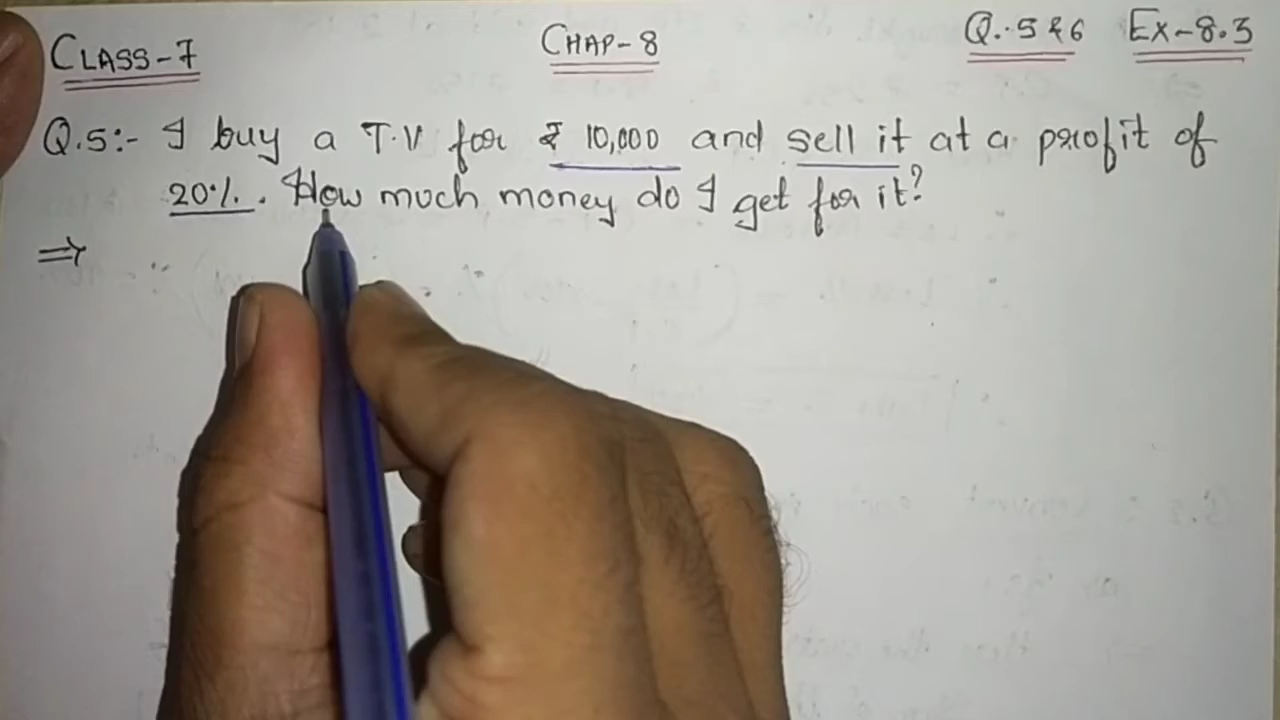 CLASS-7 CHAP-8 Q.5&6 Ex-8.3
Q.5:- I buy a T.V for ₹ 10,000 and sell it at a profit of
20%. How much money do I get for it?
⇒